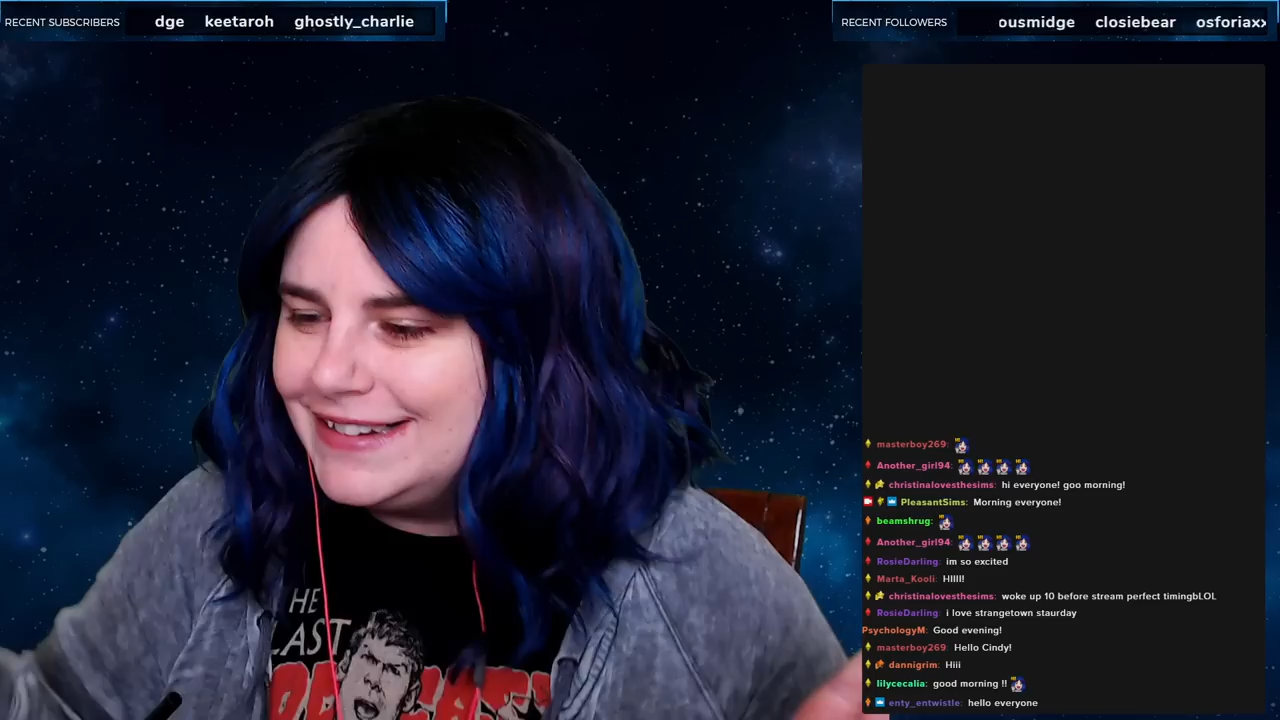 RECENT SUBSCRIBERS dge keetaroh ghostly_charlie
RECENT FOLLOWERS ousmidge closiebear osforiaxx
masterboy269:
Another_girl94:
christinalovesthesims: hi everyone! goo morning!
PleasantSims: Morning everyone!
beamshrug:
Another_girl94:
RosieDarling: im so excited
Marta_Kooli: HIIII!
christinalovesthesims: woke up 10 before stream perfect timingbLOL
RosieDarling: i love strangetown staurday
PsychologyM: Good evening!
masterboy269: Hello Cindy!
dannigrim: Hiii
lilycecalia: good morning !!
enty_entwistle: hello everyone
HE
LAST